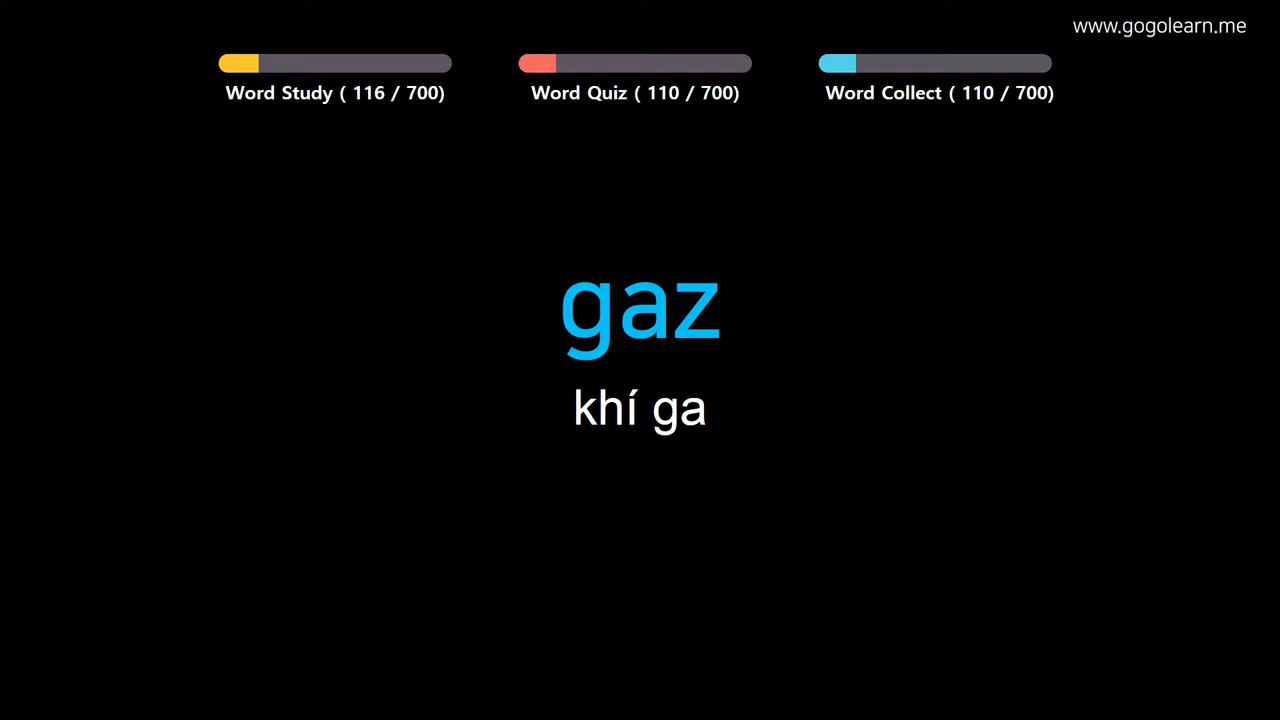 www.gogolearn.me
Word Study ( 116 / 700)
Word Quiz ( 110 / 700)
Word Collect ( 110 / 700)
gaz
khí ga